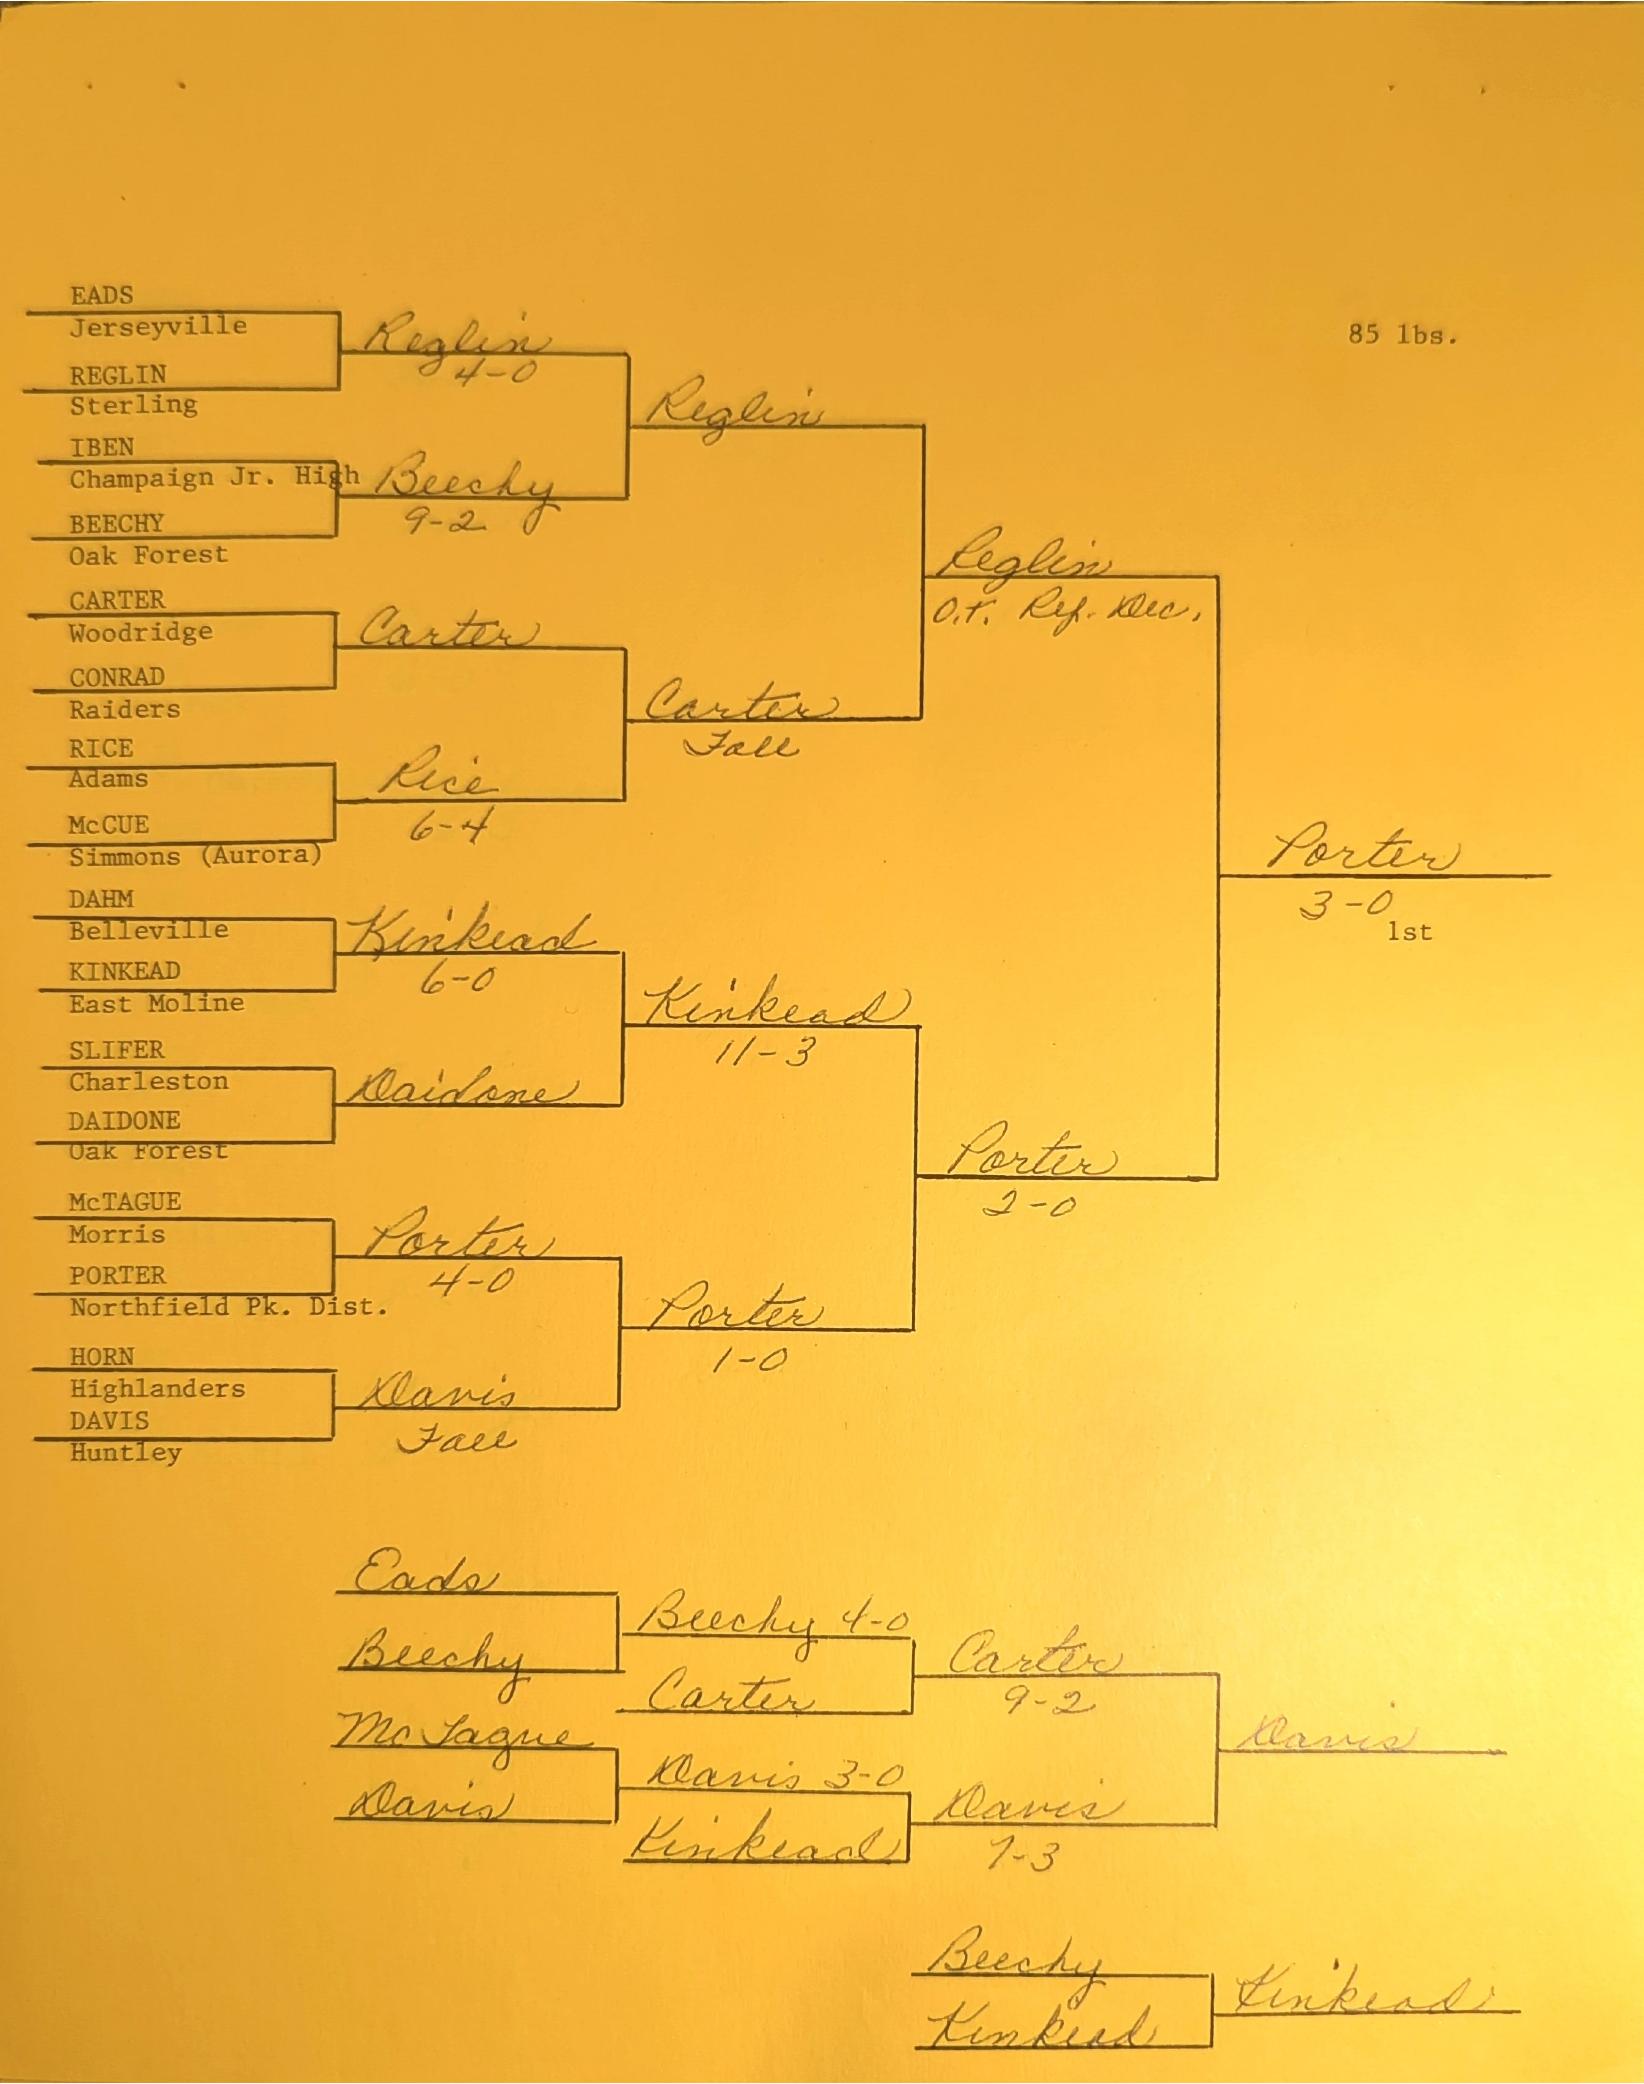 EADS
Jerseyville
85 lbs.
Reglin
4-0
REGLIN
Sterling
Reglin
IBEN
Champaign Jr. High
Beechy
9-2
BEECHY
Oak Forest
Reglin
O.T. Ref. Dec.
CARTER
Woodridge
Carter
CONRAD
Raiders
Carter
Fall
RICE
Adams
Rice
6-4
McCUE
Simmons (Aurora)
Porter
3-0
1st
DAHM
Belleville
Kinkead
6-0
KINKEAD
East Moline
Kinkead
11-3
SLIFER
Charleston
Daidone
DAIDONE
Oak Forest
Porter
2-0
McTAGUE
Morris
Porter
4-0
PORTER
Northfield Pk. Dist.
Porter
1-0
HORN
Highlanders
Davis
Fall
DAVIS
Huntley
Eads
Beechy 4-0
Beechy
Carter
9-2
Carter
McTague
Davis
Davis 3-0
Davis
Davis
7-3
Kinkead
Beechy
Kinkead
Kinkead